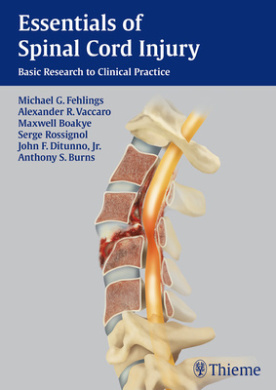 Essentials of
Spinal Cord Injury
Basic Research to Clinical Practice
Michael G. Fehlings
Alexander R. Vaccaro
Maxwell Boakye
Serge Rossignol
John F. Ditunno, Jr.
Anthony S. Burns
Thieme